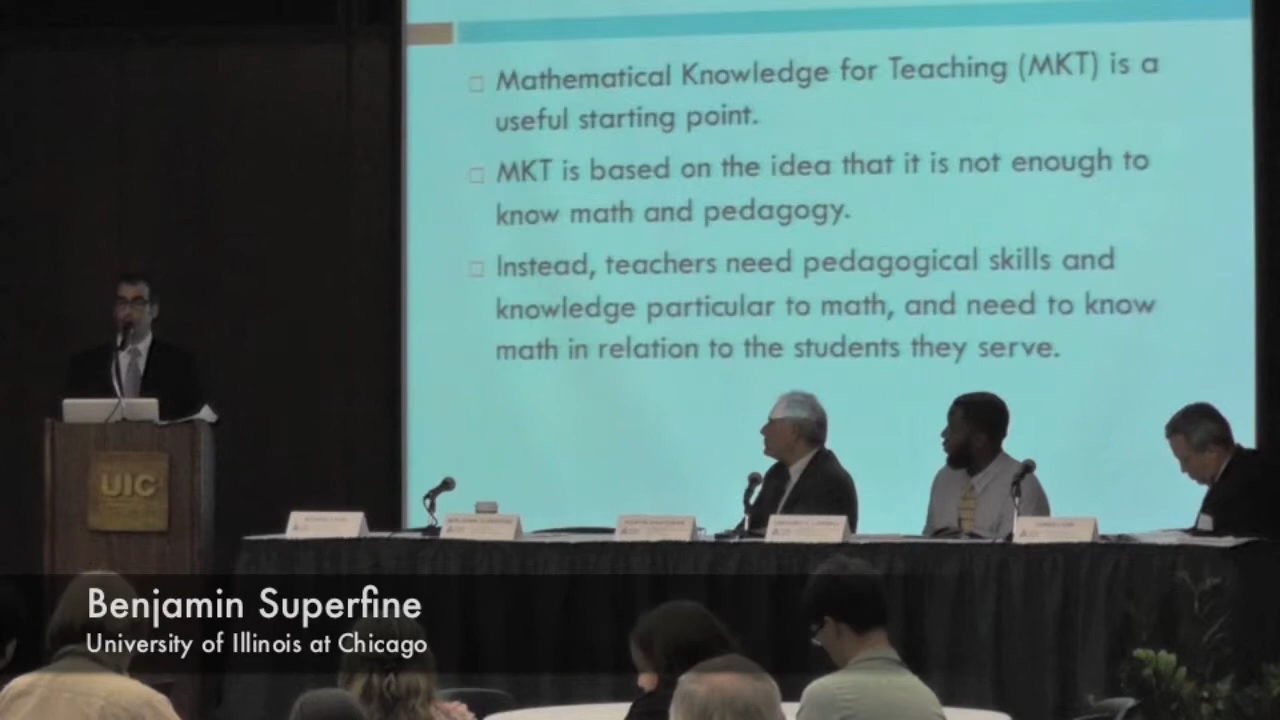 Mathematical Knowledge for Teaching (MKT) is a
useful starting point.
MKT is based on the idea that it is not enough to
know math and pedagogy.
Instead, teachers need pedagogical skills and
knowledge particular to math, and need to know
math in relation to the students they serve.
UIC
Benjamin Superfine
University of Illinois at Chicago